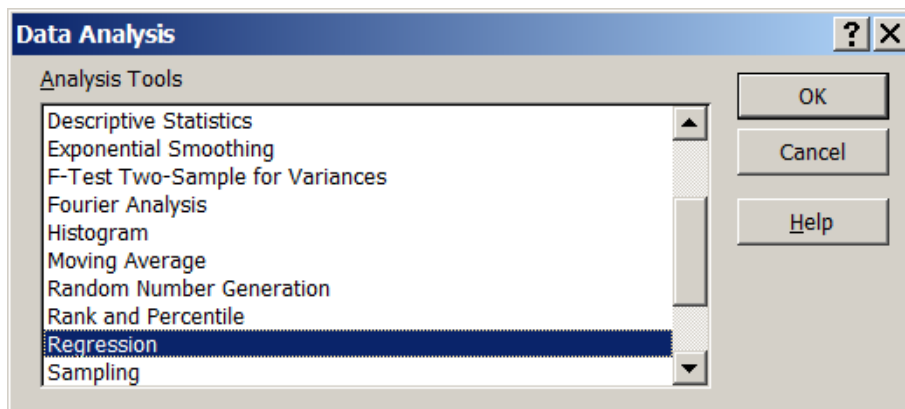 Data Analysis
?
Analysis Tools
Descriptive Statistics
Exponential Smoothing
F-Test Two-Sample for Variances
Fourier Analysis
Histogram
Moving Average
Random Number Generation
Rank and Percentile
Regression
Sampling
OK
Cancel
Help